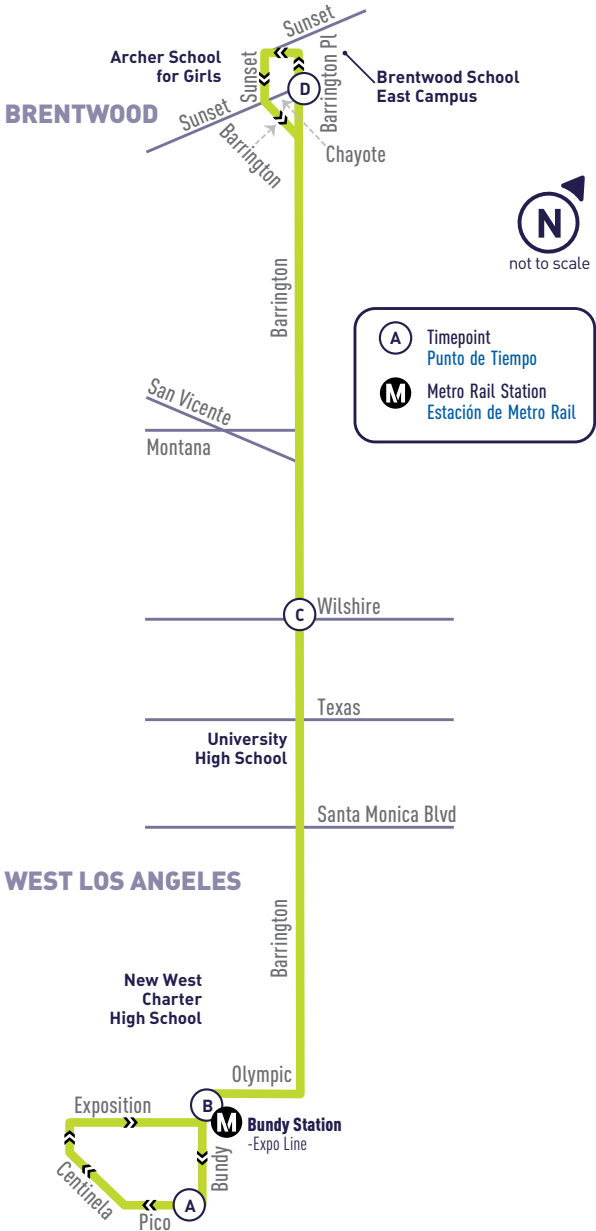 Sunset
Archer School
for Girls
Sunset
Barrington Pl
Brentwood School
East Campus
D
BRENTWOOD
Sunset
Barrington
Chayote
N
not to scale
Barrington
A
Timepoint
Punto de Tiempo
M
Metro Rail Station
Estación de Metro Rail
San Vicente
Montana
C
Wilshire
Texas
University
High School
Santa Monica Blvd
WEST LOS ANGELES
Barrington
New West
Charter
High School
Olympic
Exposition
B
M
Bundy Station
-Expo Line
Bundy
Centinela
A
Pico